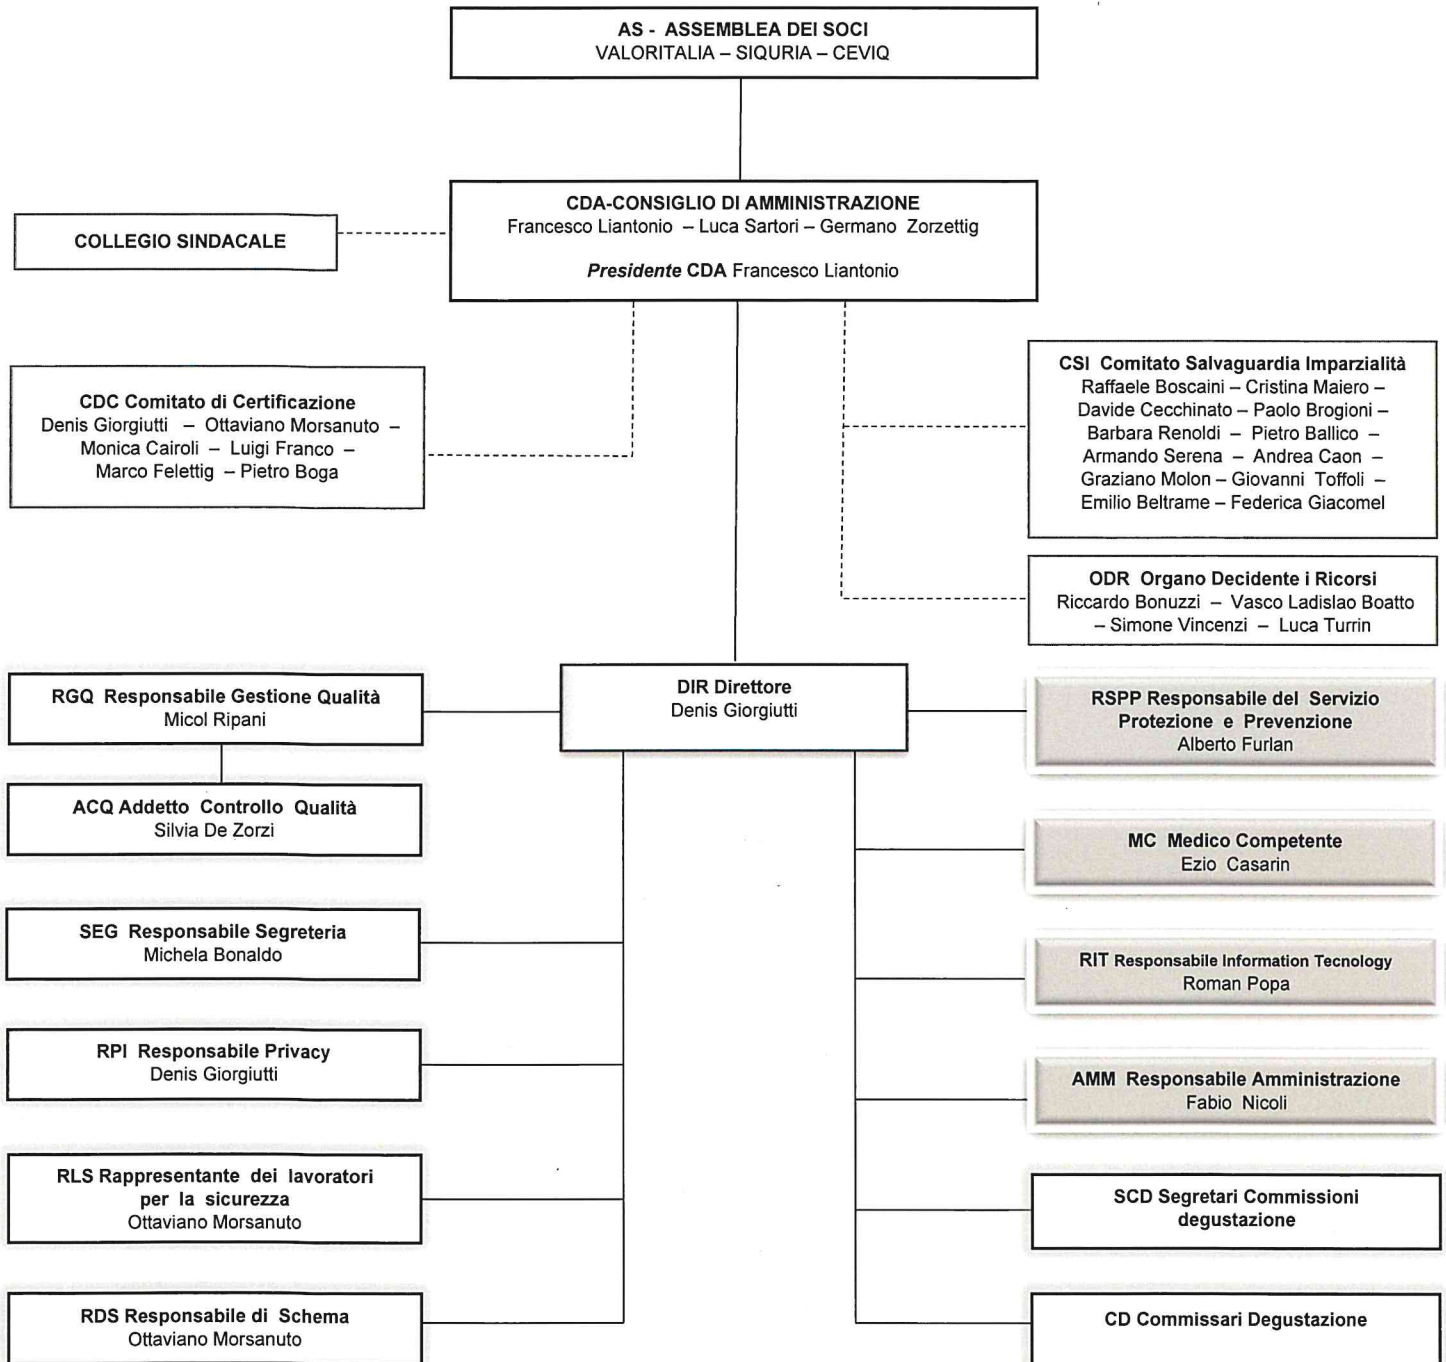 AS - ASSEMBLEA DEI SOCI
VALORITALIA – SIQURIA – CEVIQ
CDA-CONSIGLIO DI AMMINISTRAZIONE
Francesco Liantonio – Luca Sartori – Germano Zorzettig
Presidente CDA Francesco Liantonio
COLLEGIO SINDACALE
CDC Comitato di Certificazione
Denis Giorgiutti – Ottaviano Morsanuto –
Monica Cairoli – Luigi Franco –
Marco Felettig – Pietro Boga
CSI Comitato Salvaguardia Imparzialità
Raffaele Boscaini – Cristina Maiero –
Davide Cecchinato – Paolo Brogioni –
Barbara Renoldi – Pietro Ballico –
Armando Serena – Andrea Caon –
Graziano Molon – Giovanni Toffoli –
Emilio Beltrame – Federica Giacomel
ODR Organo Decidente i Ricorsi
Riccardo Bonuzzi – Vasco Ladislao Boatto
– Simone Vincenzi – Luca Turrin
DIR Direttore
Denis Giorgiutti
RGQ Responsabile Gestione Qualità
Micol Ripani
ACQ Addetto Controllo Qualità
Silvia De Zorzi
SEG Responsabile Segreteria
Michela Bonaldo
RPI Responsabile Privacy
Denis Giorgiutti
RLS Rappresentante dei lavoratori
per la sicurezza
Ottaviano Morsanuto
RDS Responsabile di Schema
Ottaviano Morsanuto
RSPP Responsabile del Servizio
Protezione e Prevenzione
Alberto Furlan
MC Medico Competente
Ezio Casarin
RIT Responsabile Information Tecnology
Roman Popa
AMM Responsabile Amministrazione
Fabio Nicoli
SCD Segretari Commissioni
degustazione
CD Commissari Degustazione